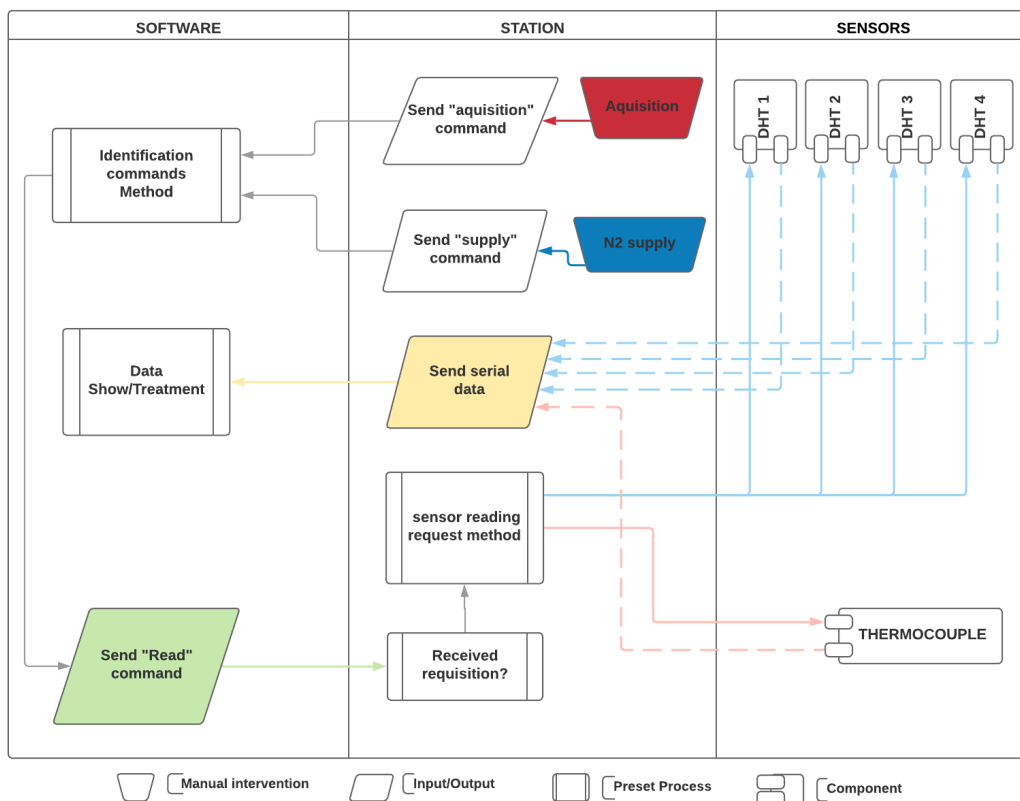 SOFTWARE
STATION
SENSORS
Identification
commands
Method
Send "aquisition"
command
Aquisition
Send "supply"
command
N2 supply
DHT 1
DHT 2
DHT 3
DHT 4
Data
Show/Treatment
Send serial
data
sensor reading
request method
Send "Read"
command
Received
requisition?
THERMOCOUPLE
Manual intervention
Input/Output
Preset Process
Component